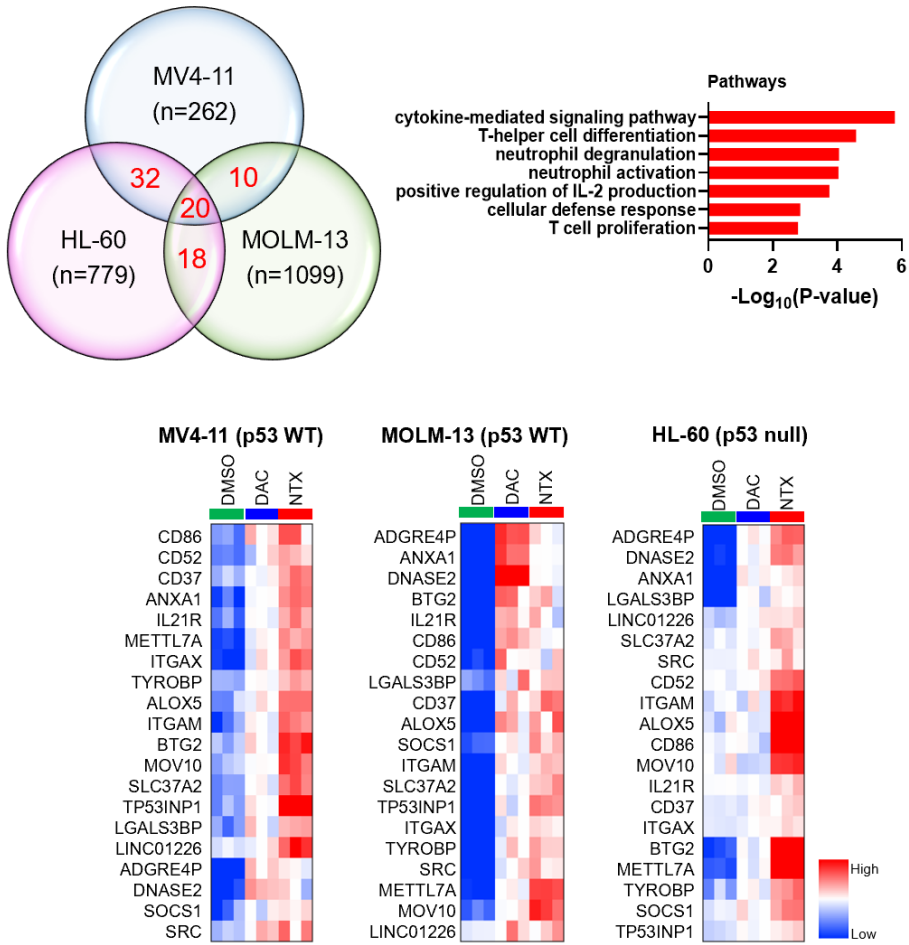 MV4-11
(n=262)
32
10
20
HL-60
(n=779)
18
MOLM-13
(n=1099)
Pathways
cytokine-mediated signaling pathway
T-helper cell differentiation
neutrophil degranulation
neutrophil activation
positive regulation of IL-2 production
cellular defense response
T cell proliferation
0 2 4 6
-Log10(P-value)
MV4-11 (p53 WT)
DMSO
DAC
NTX
CD86
CD52
CD37
ANXA1
IL21R
METTL7A
ITGAX
TYROBP
ALOX5
ITGAM
BTG2
MOV10
SLC37A2
TP53INP1
LGALS3BP
LINC01226
ADGRE4P
DNASE2
SOCS1
SRC
MOLM-13 (p53 WT)
DMSO
DAC
NTX
ADGRE4P
ANXA1
DNASE2
BTG2
IL21R
CD86
CD52
LGALS3BP
CD37
ALOX5
SOCS1
ITGAM
SLC37A2
TP53INP1
ITGAX
TYROBP
SRC
METTL7A
MOV10
LINC01226
HL-60 (p53 null)
DMSO
DAC
NTX
ADGRE4P
DNASE2
ANXA1
LGALS3BP
LINC01226
SLC37A2
SRC
CD52
ITGAM
ALOX5
CD86
MOV10
IL21R
CD37
ITGAX
BTG2
METTL7A
TYROBP
SOCS1
TP53INP1
High
Low